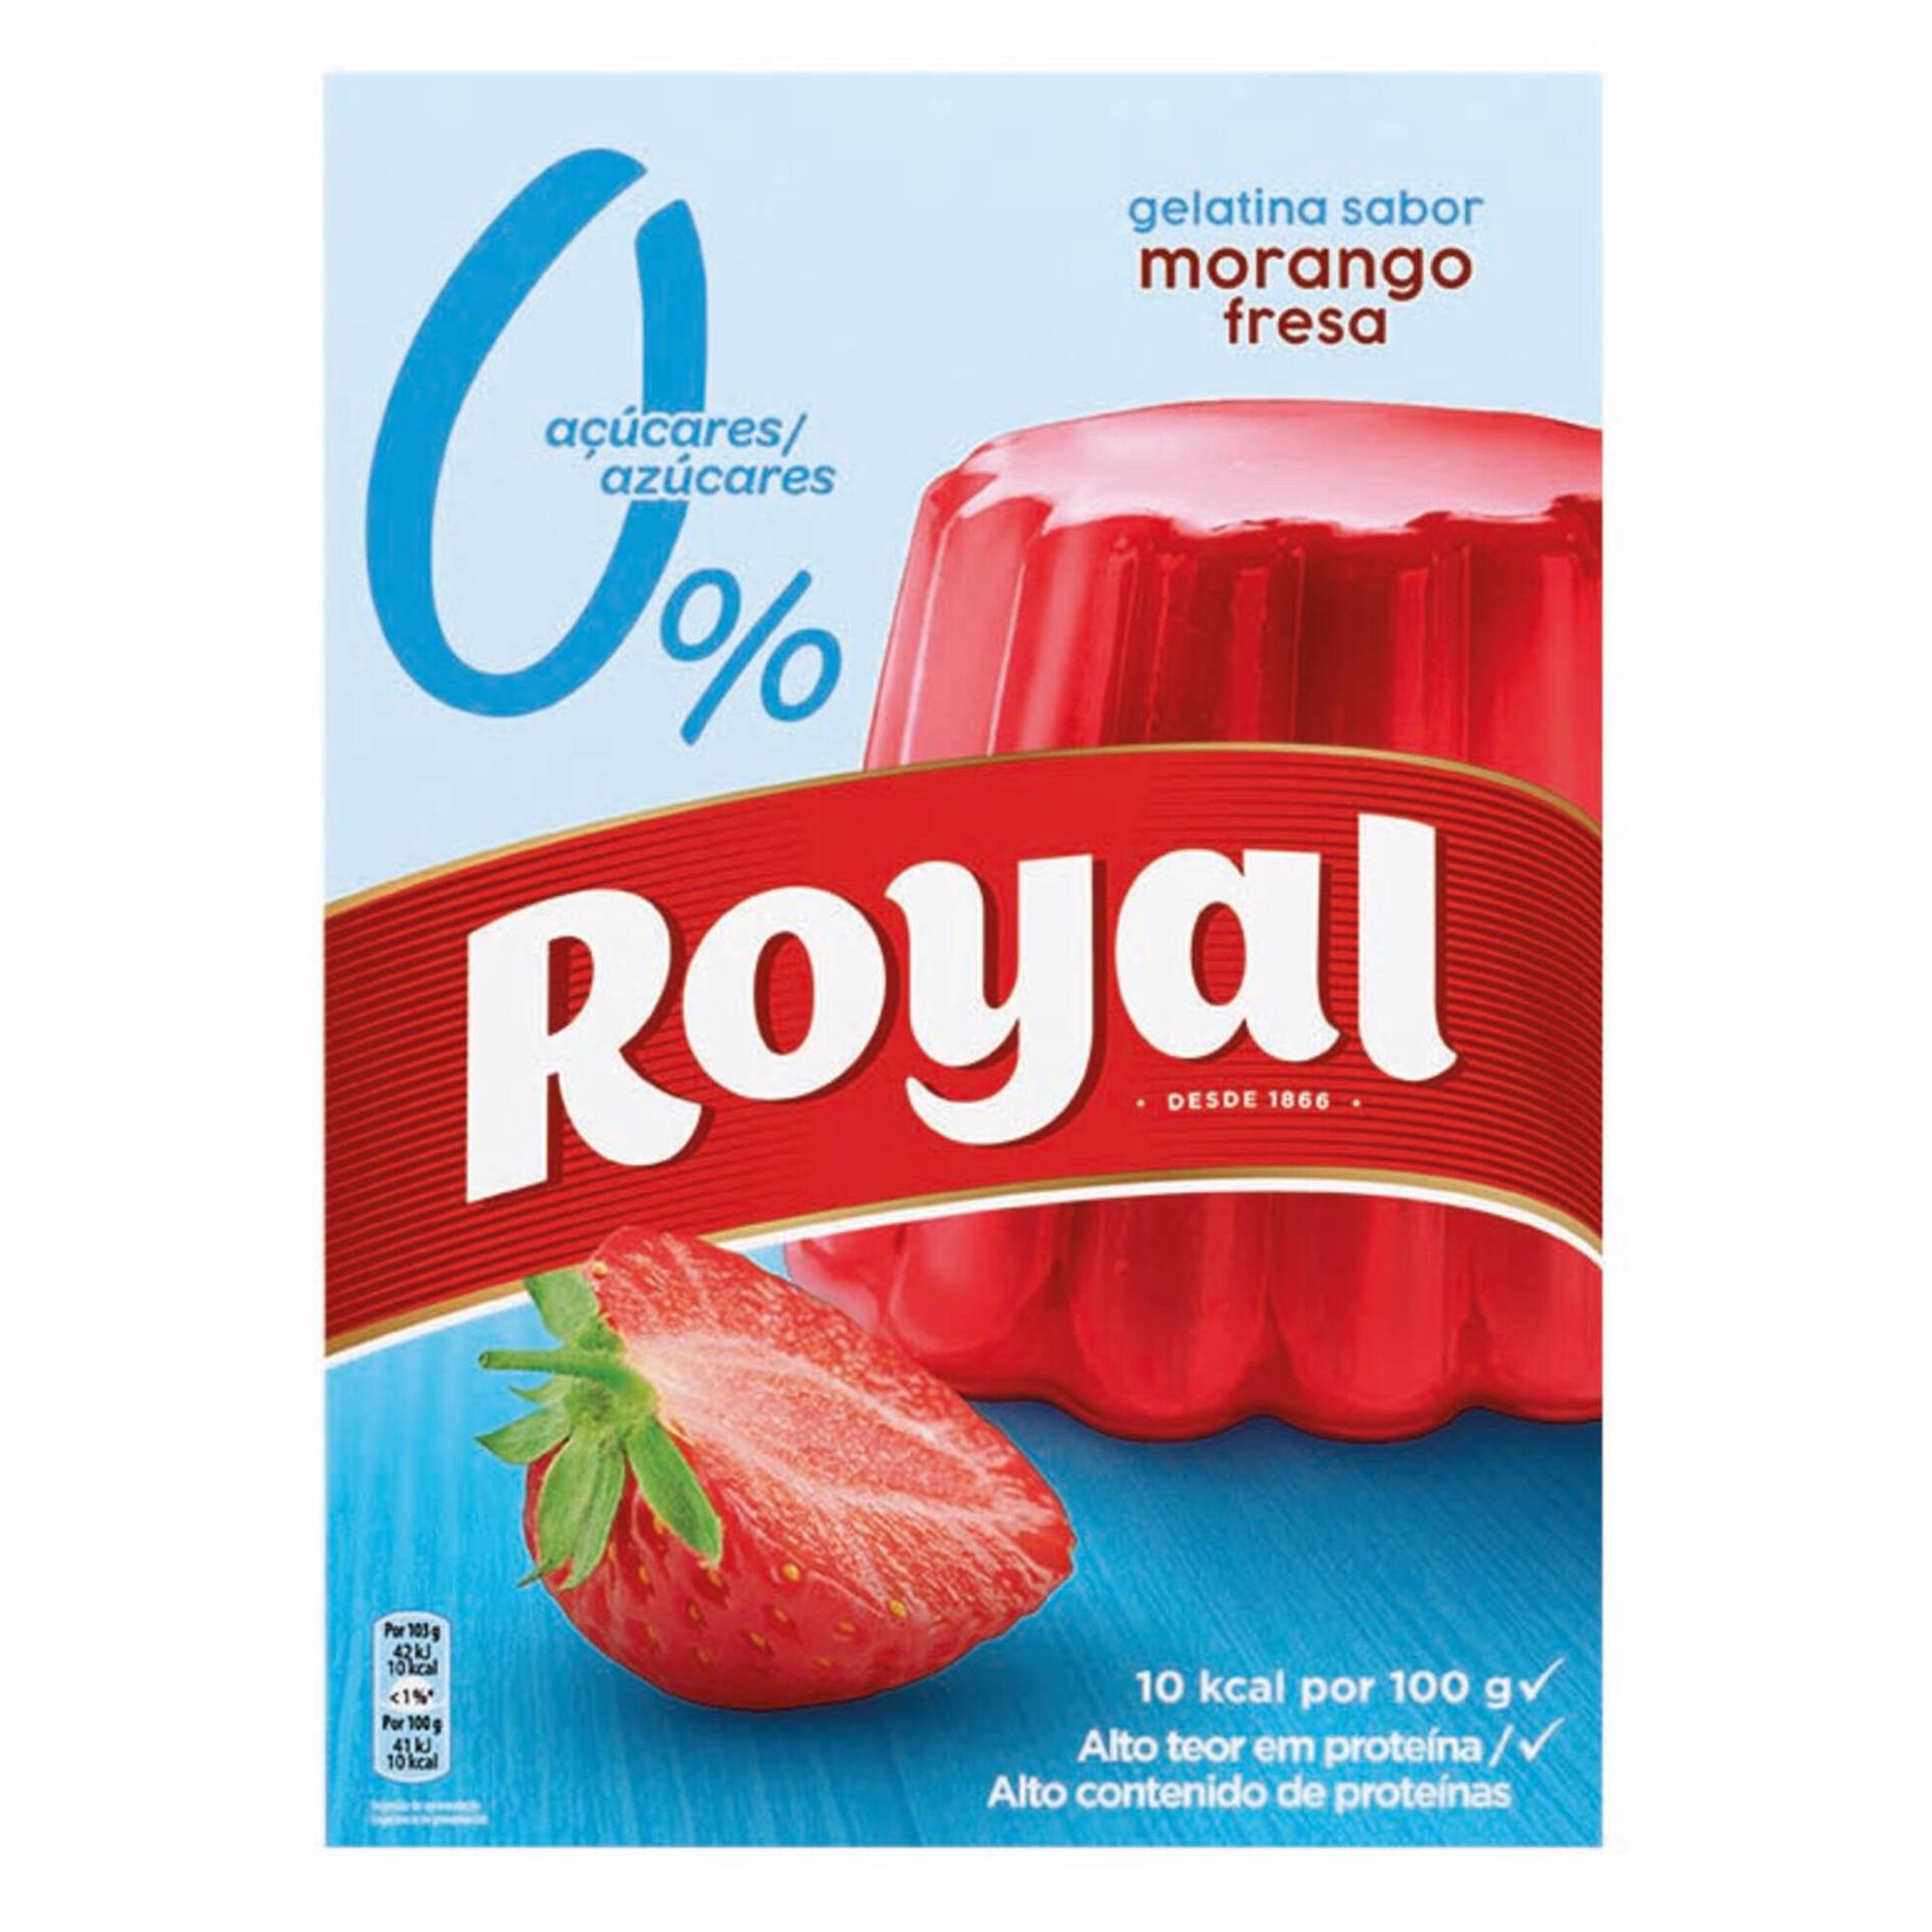 gelatina sabor
morango
fresa
0%
açúcares/
azúcares
Royal
· DESDE 1866 ·
Por 103 g
42 kJ
10 kcal
<1%*
Por 100 g
41 kJ
10 kcal
10 kcal por 100 g ✓
Alto teor em proteína / ✓
Alto contenido de proteínas